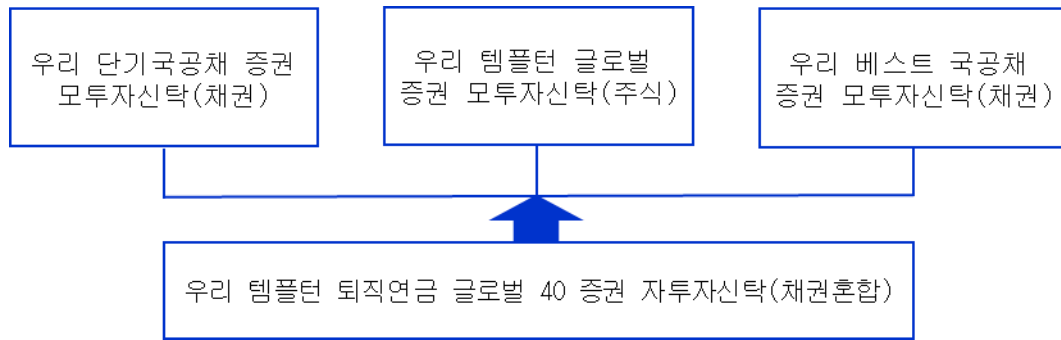 우리 단기국공채 증권
모투자신탁(채권)
우리 템플턴 글로벌
증권 모투자신탁(주식)
우리 베스트 국공채
증권 모투자신탁(채권)
우리 템플턴 퇴직연금 글로벌 40 증권 자투자신탁(채권혼합)